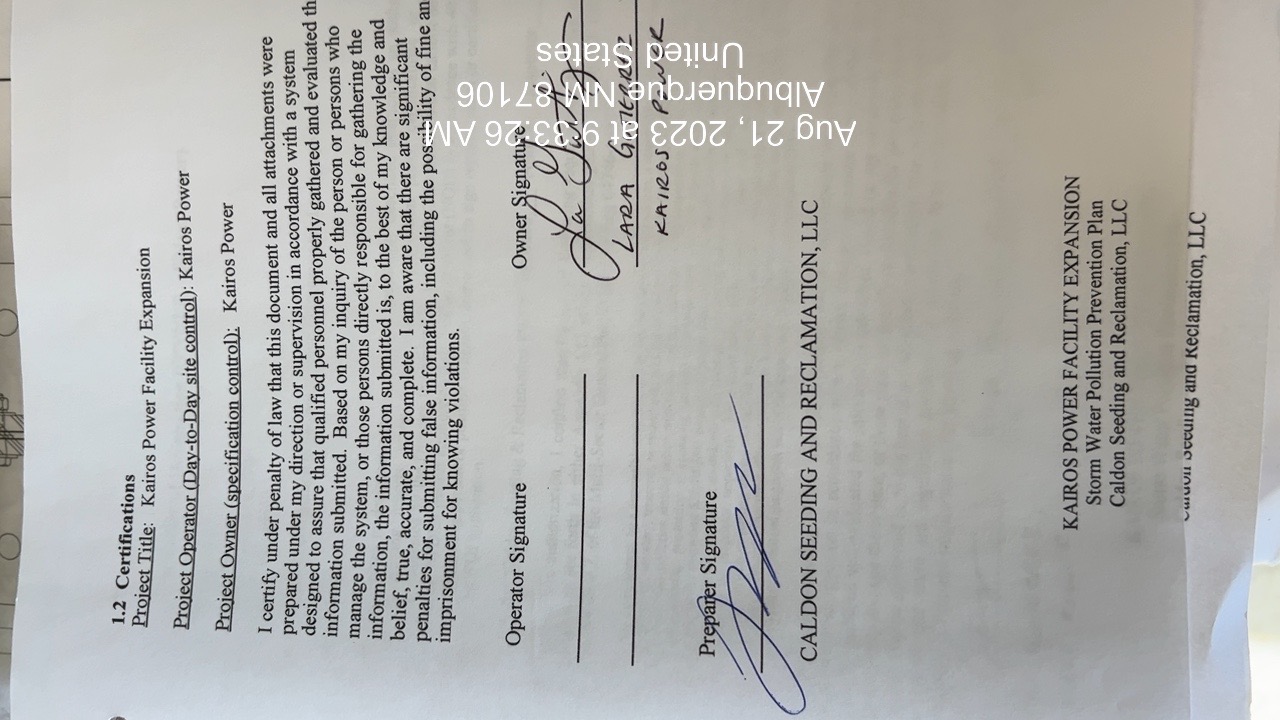 1.2 Certifications
Project Title: Kairos Power Facility Expansion
Project Operator (Day-to-Day site control): Kairos Power
Project Owner (specification control): Kairos Power
I certify under penalty of law that this document and all attachments were
prepared under my direction or supervision in accordance with a system
designed to assure that qualified personnel properly gathered and evaluated th
information submitted. Based on my inquiry of the person or persons who
manage the system, or those persons directly responsible for gathering the
information, the information submitted is, to the best of my knowledge and
belief, true, accurate, and complete. I am aware that there are significant
penalties for submitting false information, including the possibility of fine an
imprisonment for knowing violations.
Operator Signature
Owner Signature
LARA
KAIROS POWER
Preparer Signature
CALDON SEEDING AND RECLAMATION, LLC
KAIROS POWER FACILITY EXPANSION
Storm Water Pollution Prevention Plan
Caldon Seeding and Reclamation, LLC
Caldon Seeding and Reclamation, LLC
Aug 21, 2023 at 9:33:26 AM
Albuquerque NM 87106
United States